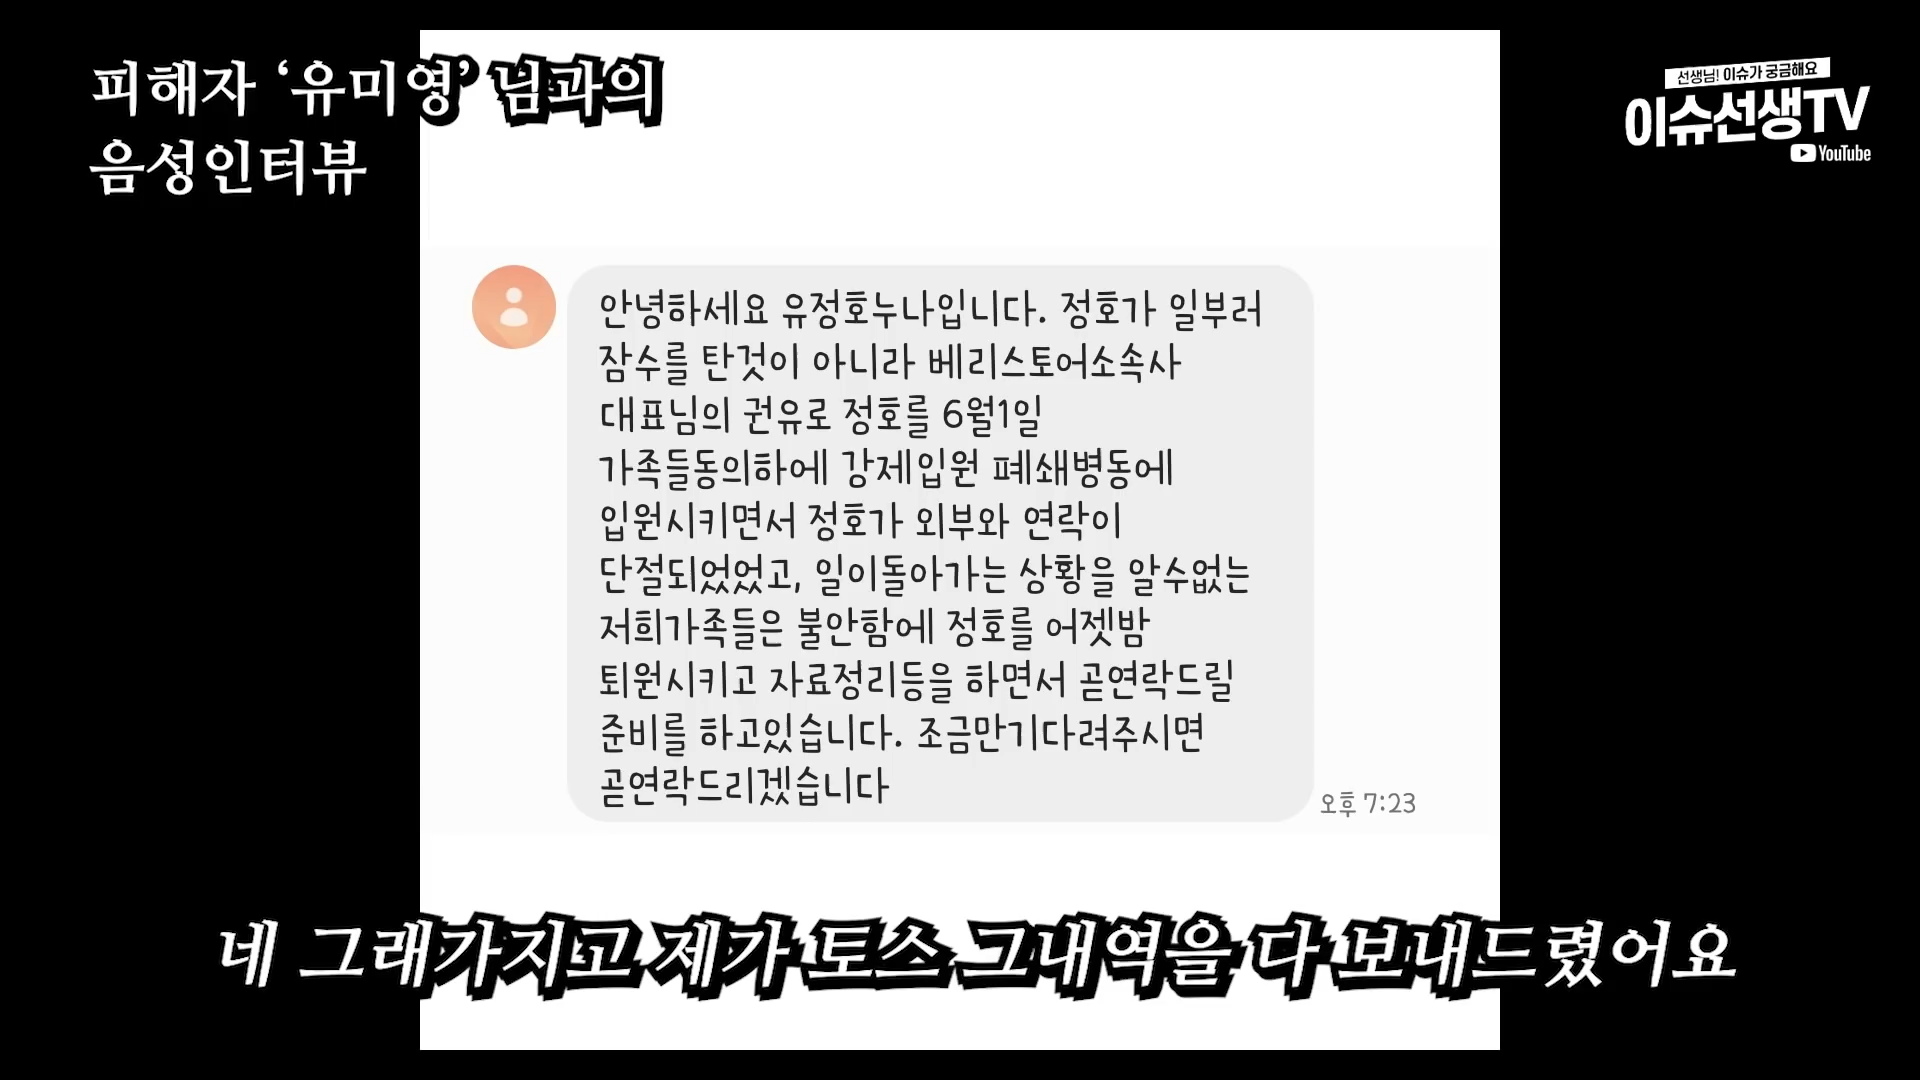 피해자 ‘유미영’ 님과의
음성인터뷰
선생님! 이슈가 궁금해요
이슈선생TV
YouTube
안녕하세요 유정호누나입니다. 정호가 일부러
잠수를 탄것이 아니라 베리스토어소속사
대표님의 권유로 정호를 6월1일
가족들동의하에 강제입원 폐쇄병동에
입원시키면서 정호가 외부와 연락이
단절되었었고, 일이돌아가는 상황을 알수없는
저희가족들은 불안함에 정호를 어젯밤
퇴원시키고 자료정리등을 하면서 곧연락드릴
준비를 하고있습니다. 조금만기다려주시면
곧연락드리겠습니다
오후 7:23
네 그래가지고 제가 토스 그내역을 다 보내드렸어요